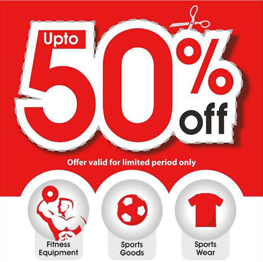 Upto
50%
off
Offer valid for limited period only
Fitness
Equipment
Sports
Goods
Sports
Wear